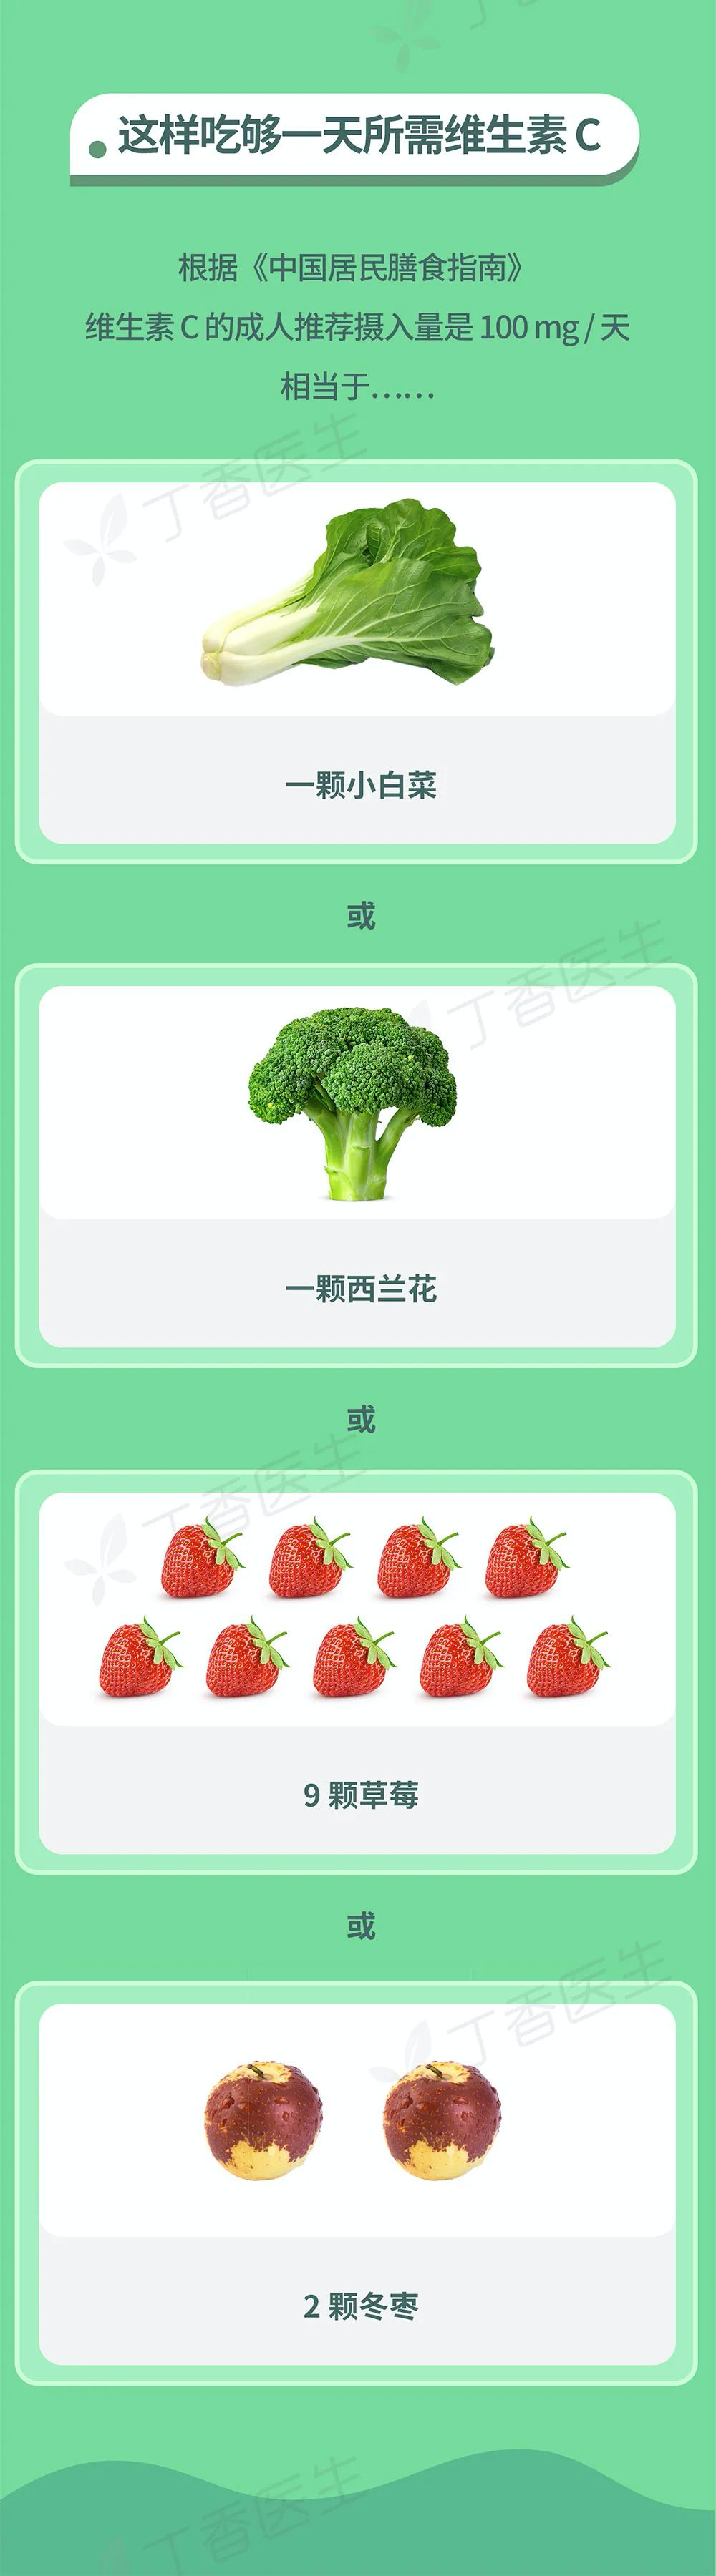 这样吃够一天所需维生素 C
根据《中国居民膳食指南》
维生素 C 的成人推荐摄入量是 100 mg / 天
相当于……
丁香医生
一颗小白菜
或
丁香医生
一颗西兰花
或
丁香医生
9 颗草莓
或
丁香医生
2 颗冬枣
丁香医生